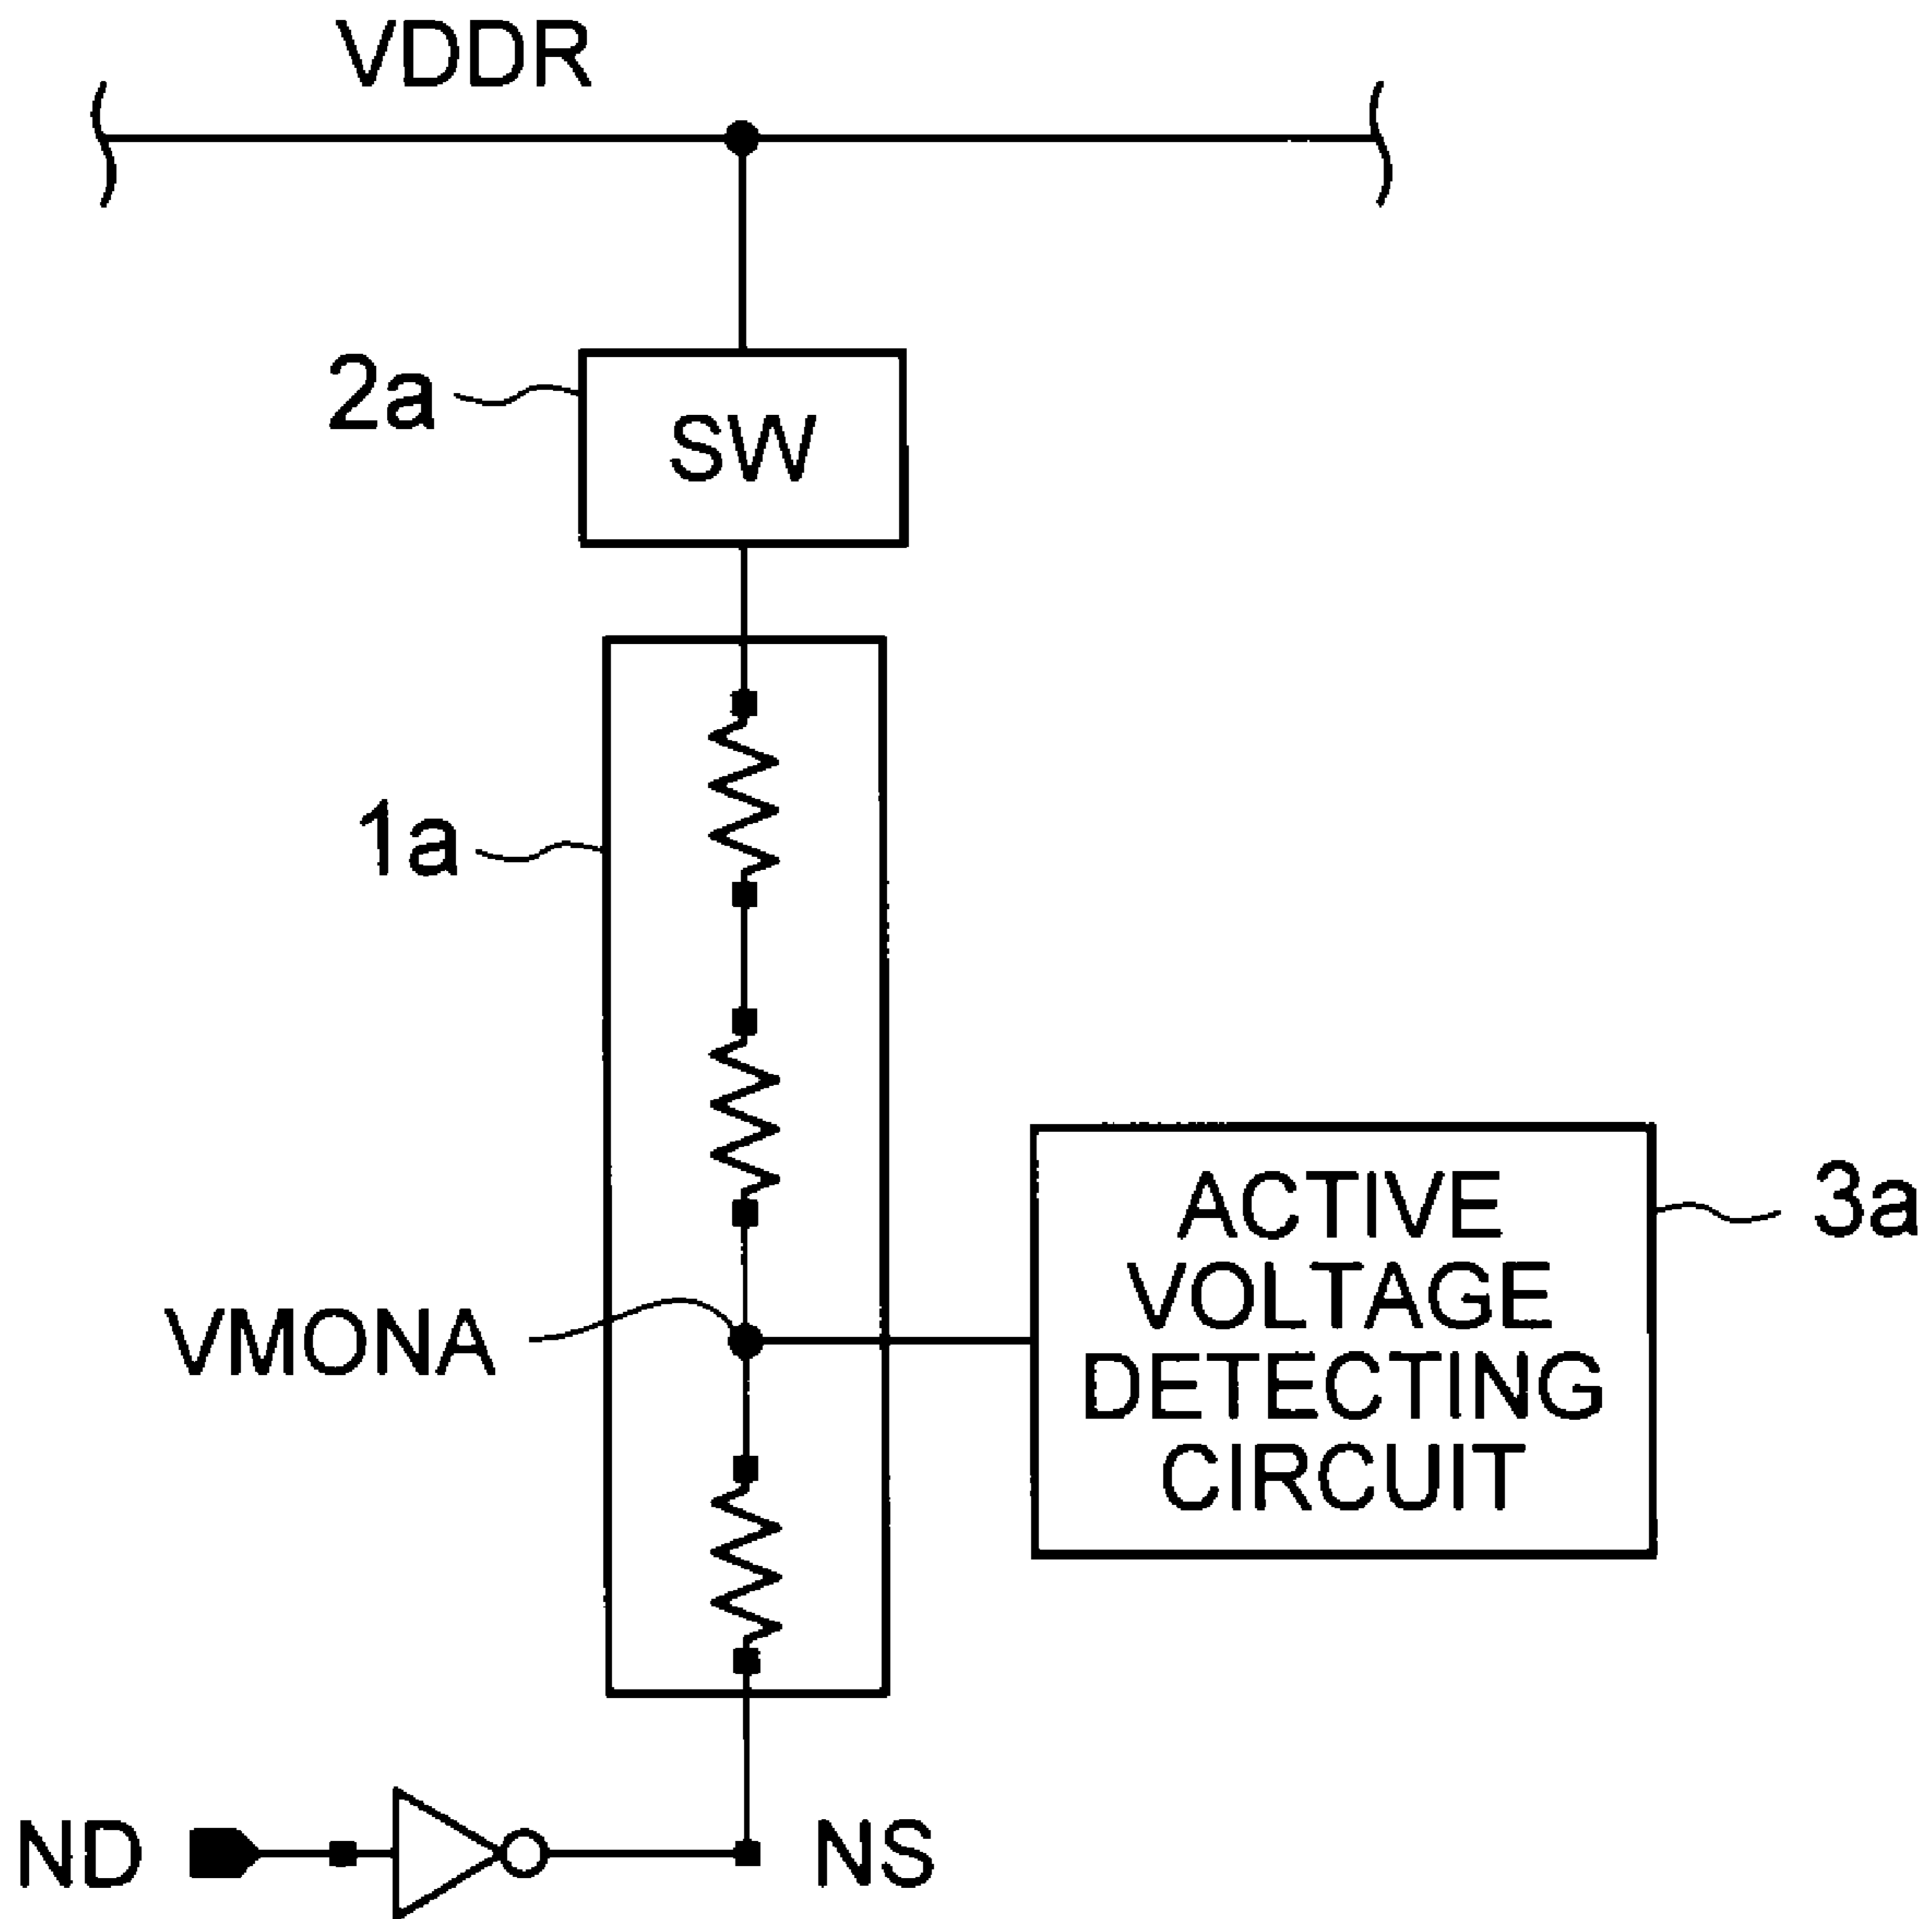 VDDR
2a
SW
1a
ACTIVE
VOLTAGE
DETECTING
CIRCUIT
3a
VMONA
ND
NS